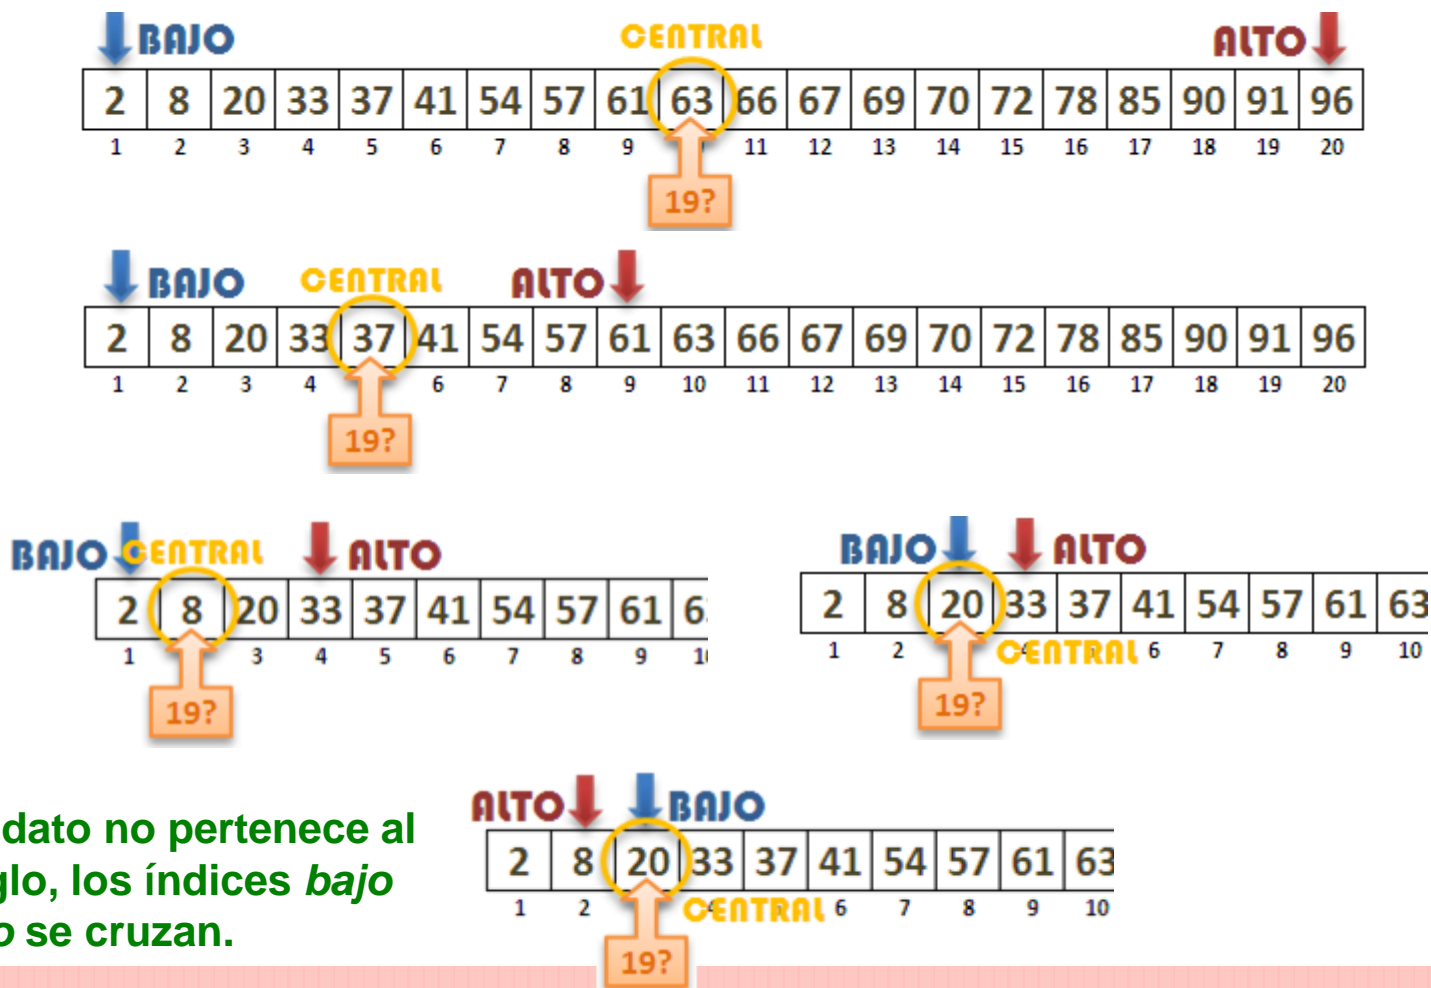 BAJO CENTRAL ALTO
2 8 20 33 37 41 54 57 61 63 66 67 69 70 72 78 85 90 91 96
1 2 3 4 5 6 7 8 9 11 12 13 14 15 16 17 18 19 20
19?
BAJO CENTRAL ALTO
2 8 20 33 37 41 54 57 61 63 66 67 69 70 72 78 85 90 91 96
1 2 3 4 6 7 8 9 10 11 12 13 14 15 16 17 18 19 20
19?
BAJO CENTRAL ALTO
2 8 20 33 37 41 54 57 61
1 3 4 5 6 7 8 9
19?
BAJO ALTO
2 8 20 33 37 41 54 57 61 63
1 2 CENTRAL 6 7 8 9 10
19?
ALTO BAJO
2 8 20 33 37 41 54 57 61 63
1 2 CENTRAL 6 7 8 9 10
19?
dato no pertenece al
glo, los índices bajo
o se cruzan.